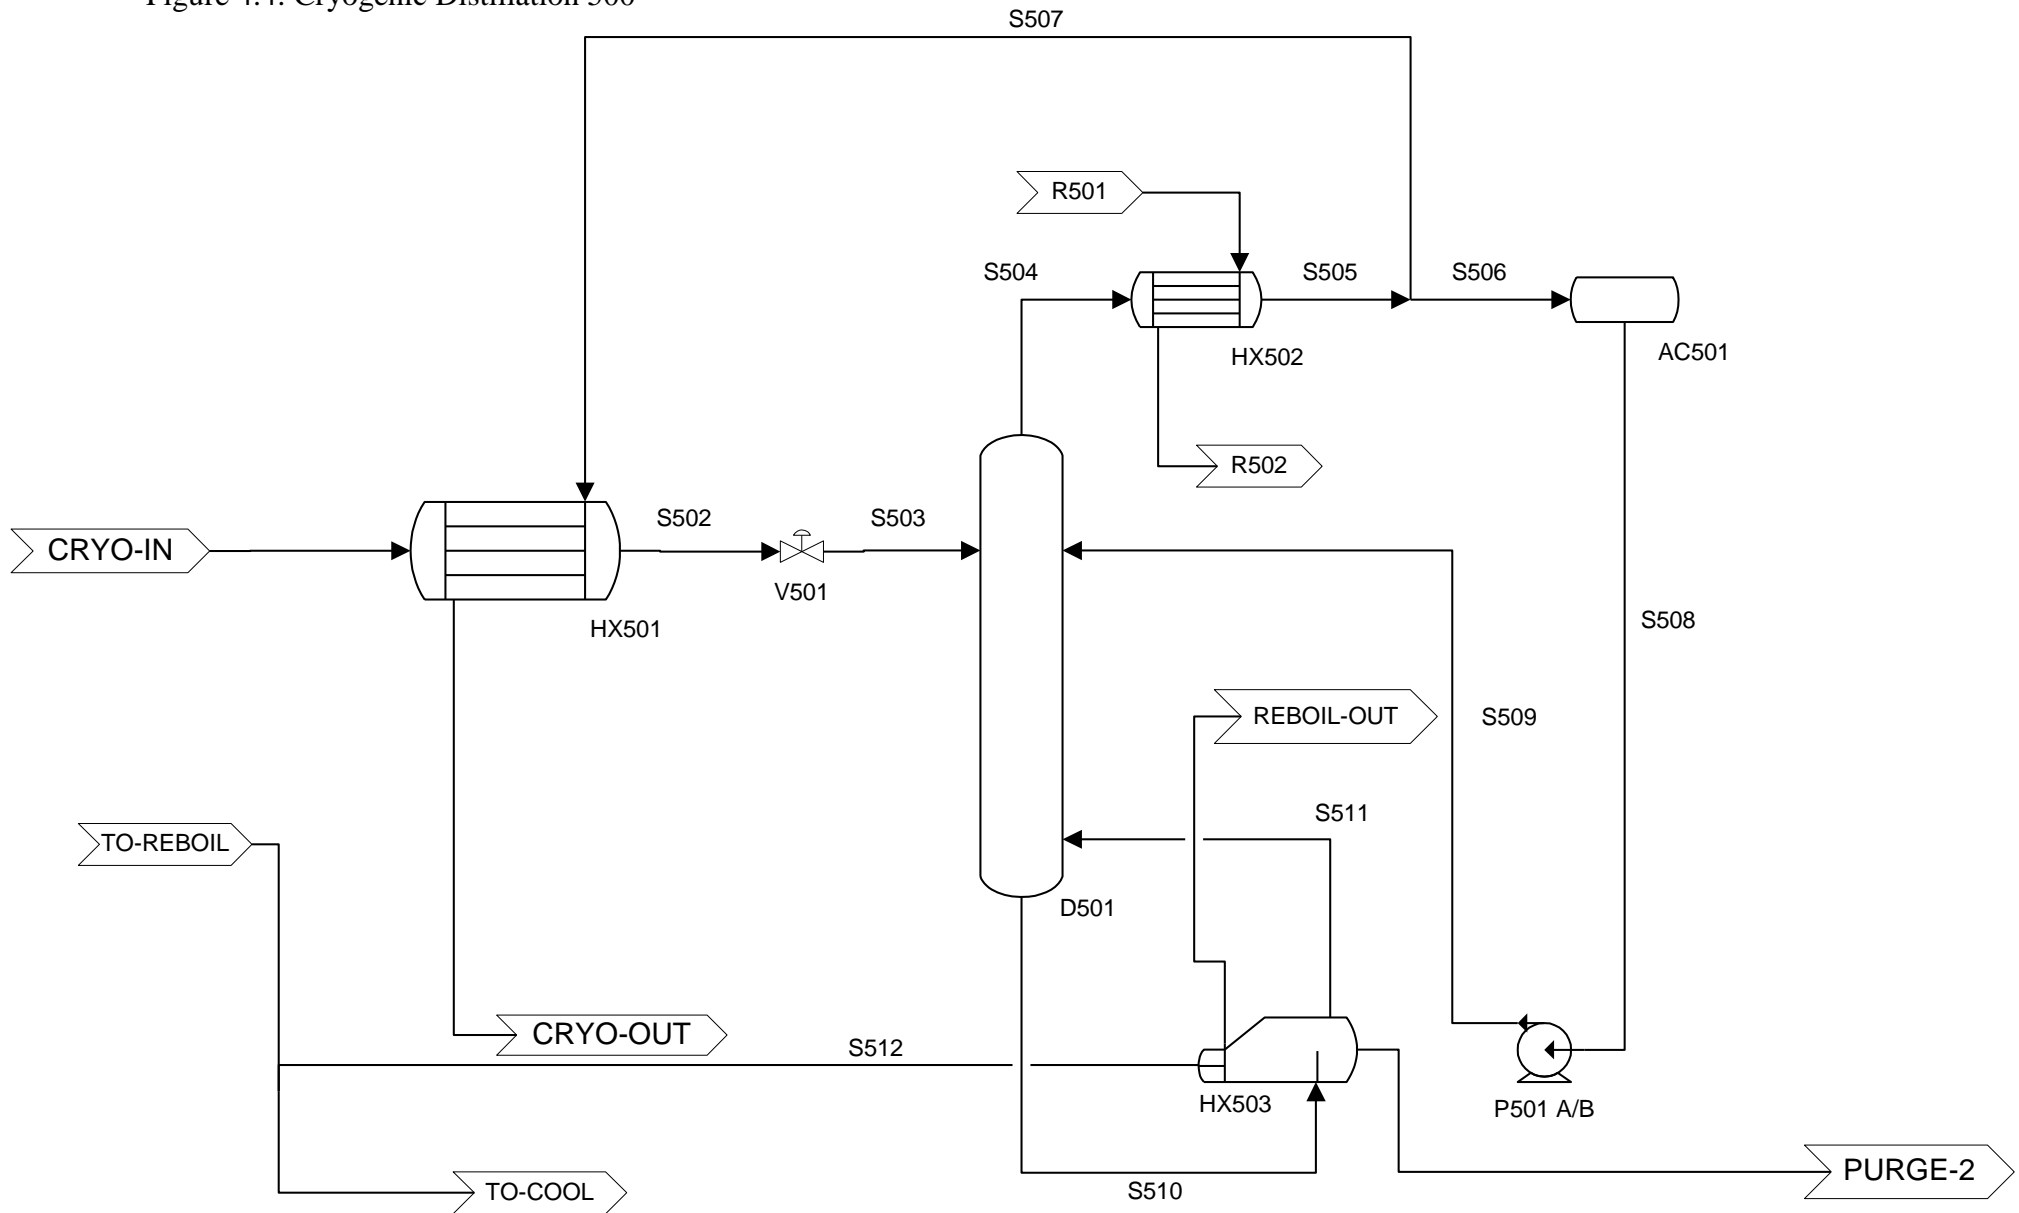 Figure 4.4: Cryogenic Distillation 500
S507
R501
S504
S505
S506
HX502
AC501
R502
CRYO-IN
S502
S503
V501
HX501
S508
REBOIL-OUT
S509
S511
TO-REBOIL
D501
CRYO-OUT
S512
HX503
P501 A/B
TO-COOL
S510
PURGE-2